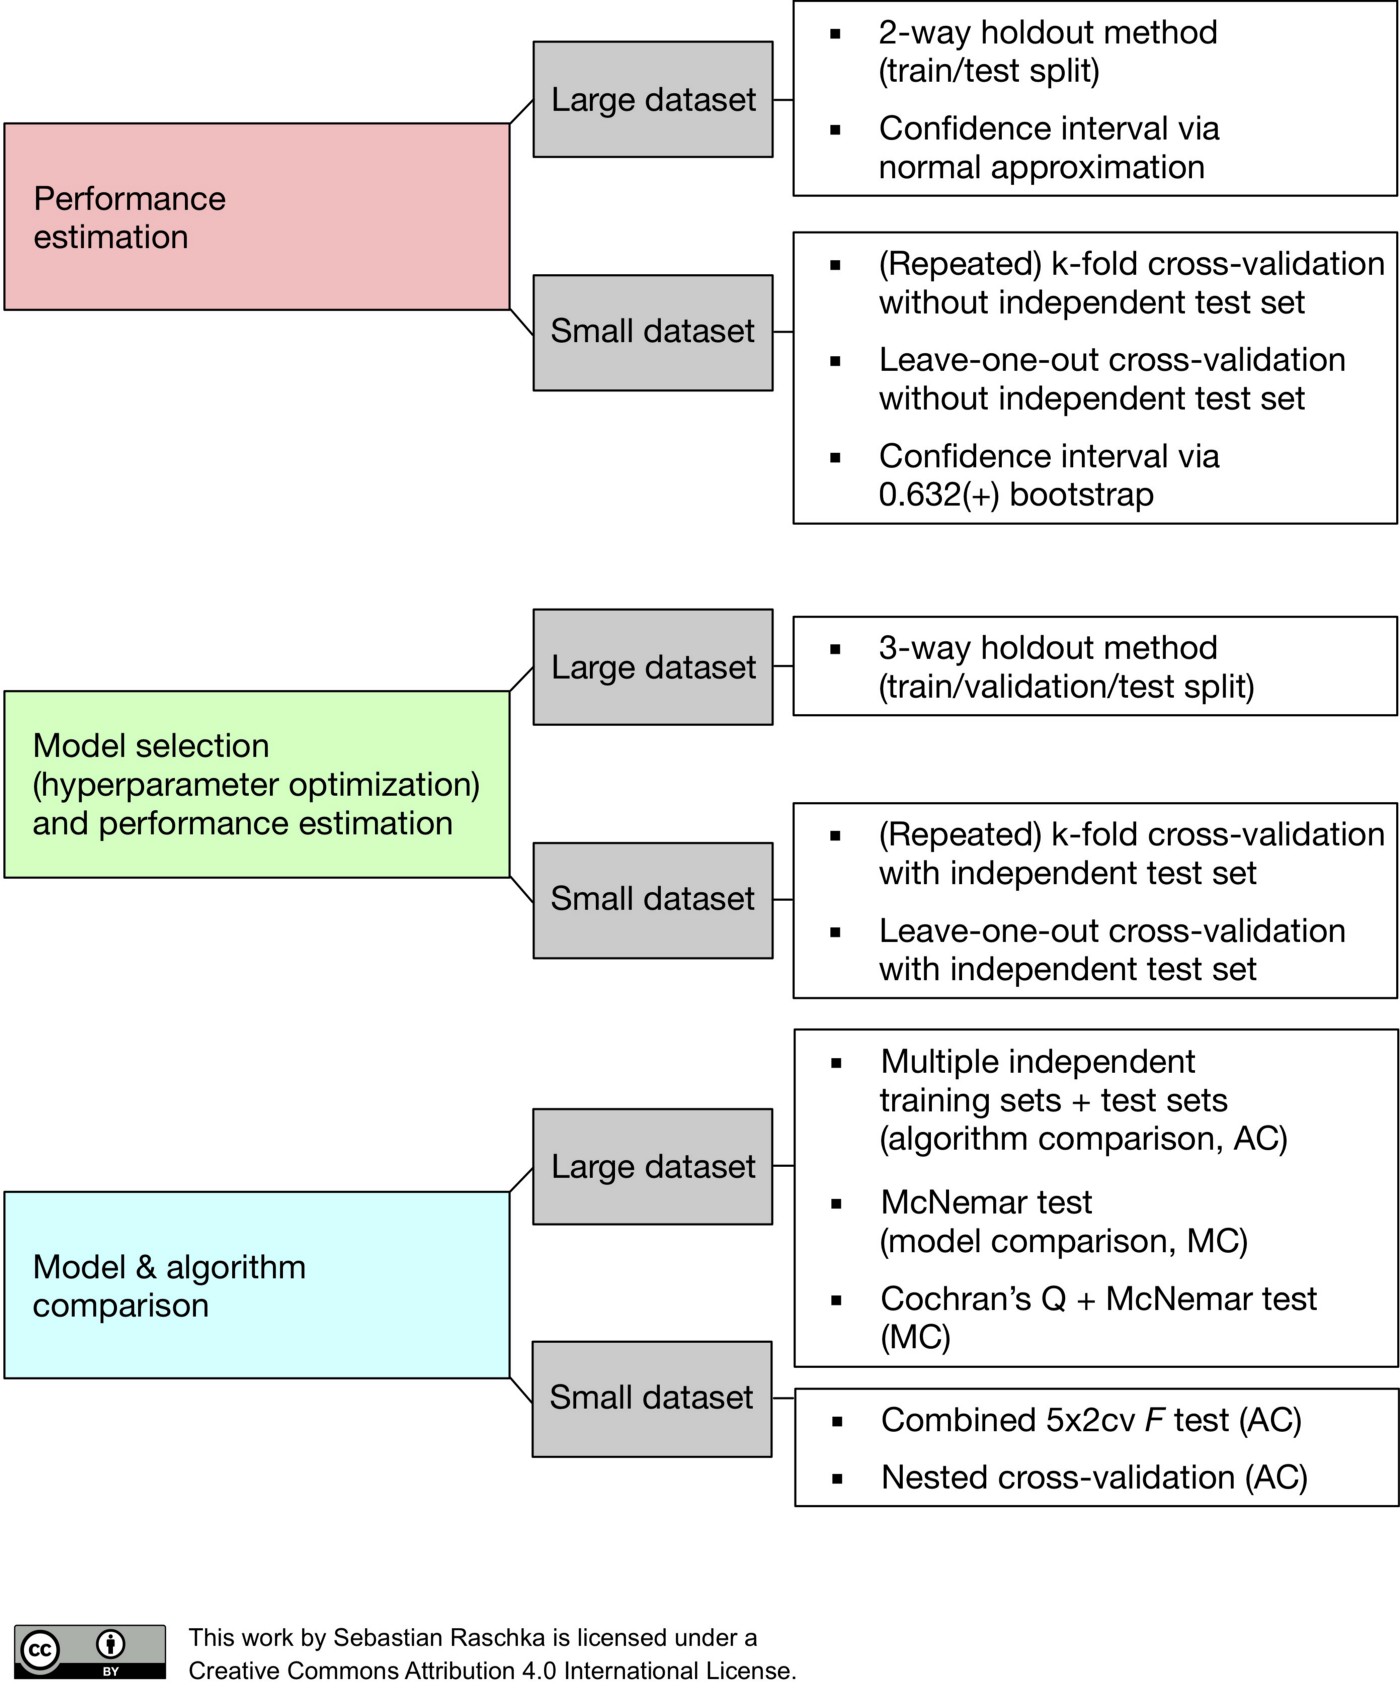 Performance
estimation
Large dataset
▪ 2-way holdout method
(train/test split)
▪ Confidence interval via
normal approximation
Small dataset
▪ (Repeated) k-fold cross-validation
without independent test set
▪ Leave-one-out cross-validation
without independent test set
▪ Confidence interval via
0.632(+) bootstrap
Model selection
(hyperparameter optimization)
and performance estimation
Large dataset
▪ 3-way holdout method
(train/validation/test split)
Small dataset
▪ (Repeated) k-fold cross-validation
with independent test set
▪ Leave-one-out cross-validation
with independent test set
Model & algorithm
comparison
Large dataset
▪ Multiple independent
training sets + test sets
(algorithm comparison, AC)
▪ McNemar test
(model comparison, MC)
▪ Cochran’s Q + McNemar test
(MC)
Small dataset
▪ Combined 5x2cv F test (AC)
▪ Nested cross-validation (AC)
cc
BY
This work by Sebastian Raschka is licensed under a
Creative Commons Attribution 4.0 International License.